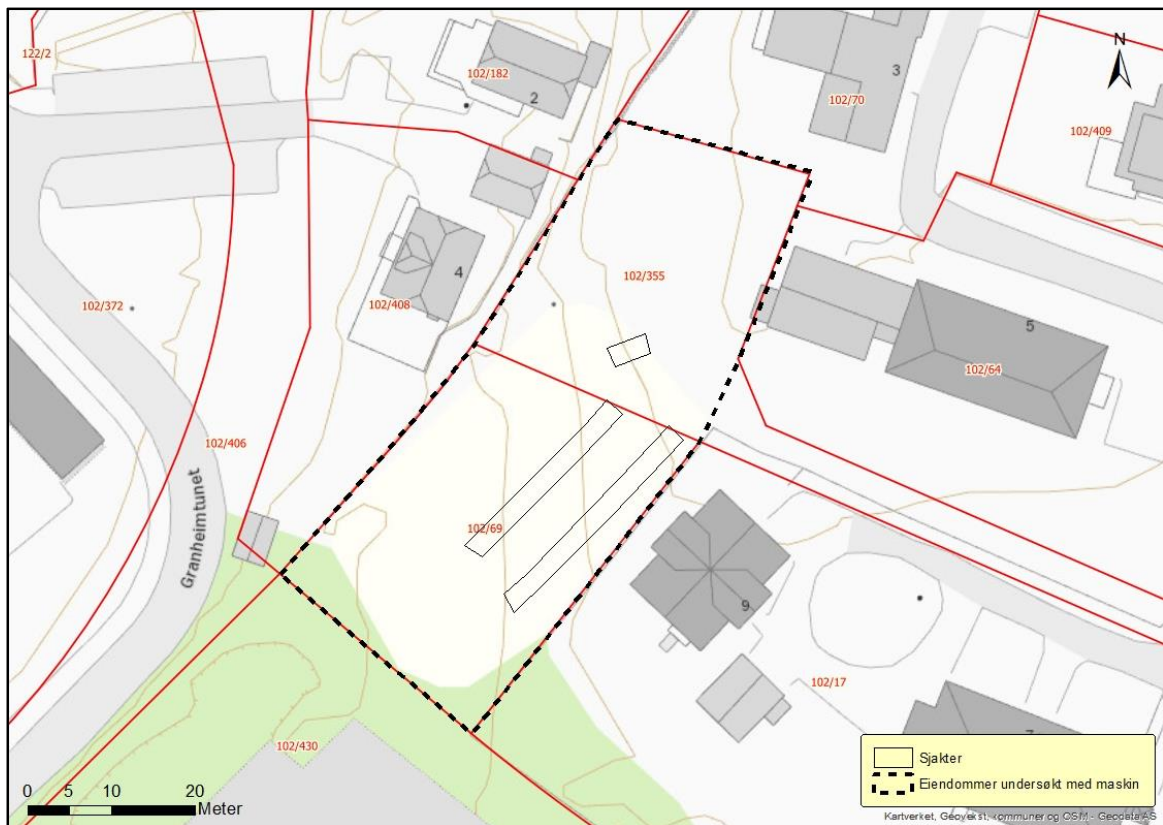 122/2
102/182
2
3
N
102/70
102/409
4
102/408
102/355
102/372
5
102/64
102/406
Granheimtunet
102/69
9
102/17
102/430
7
Sjakter
Eiendommer undersøkt med maskin
0 5 10 20
Meter
Kartverket, Geovekst, kommuner og OSM - Geodata AS